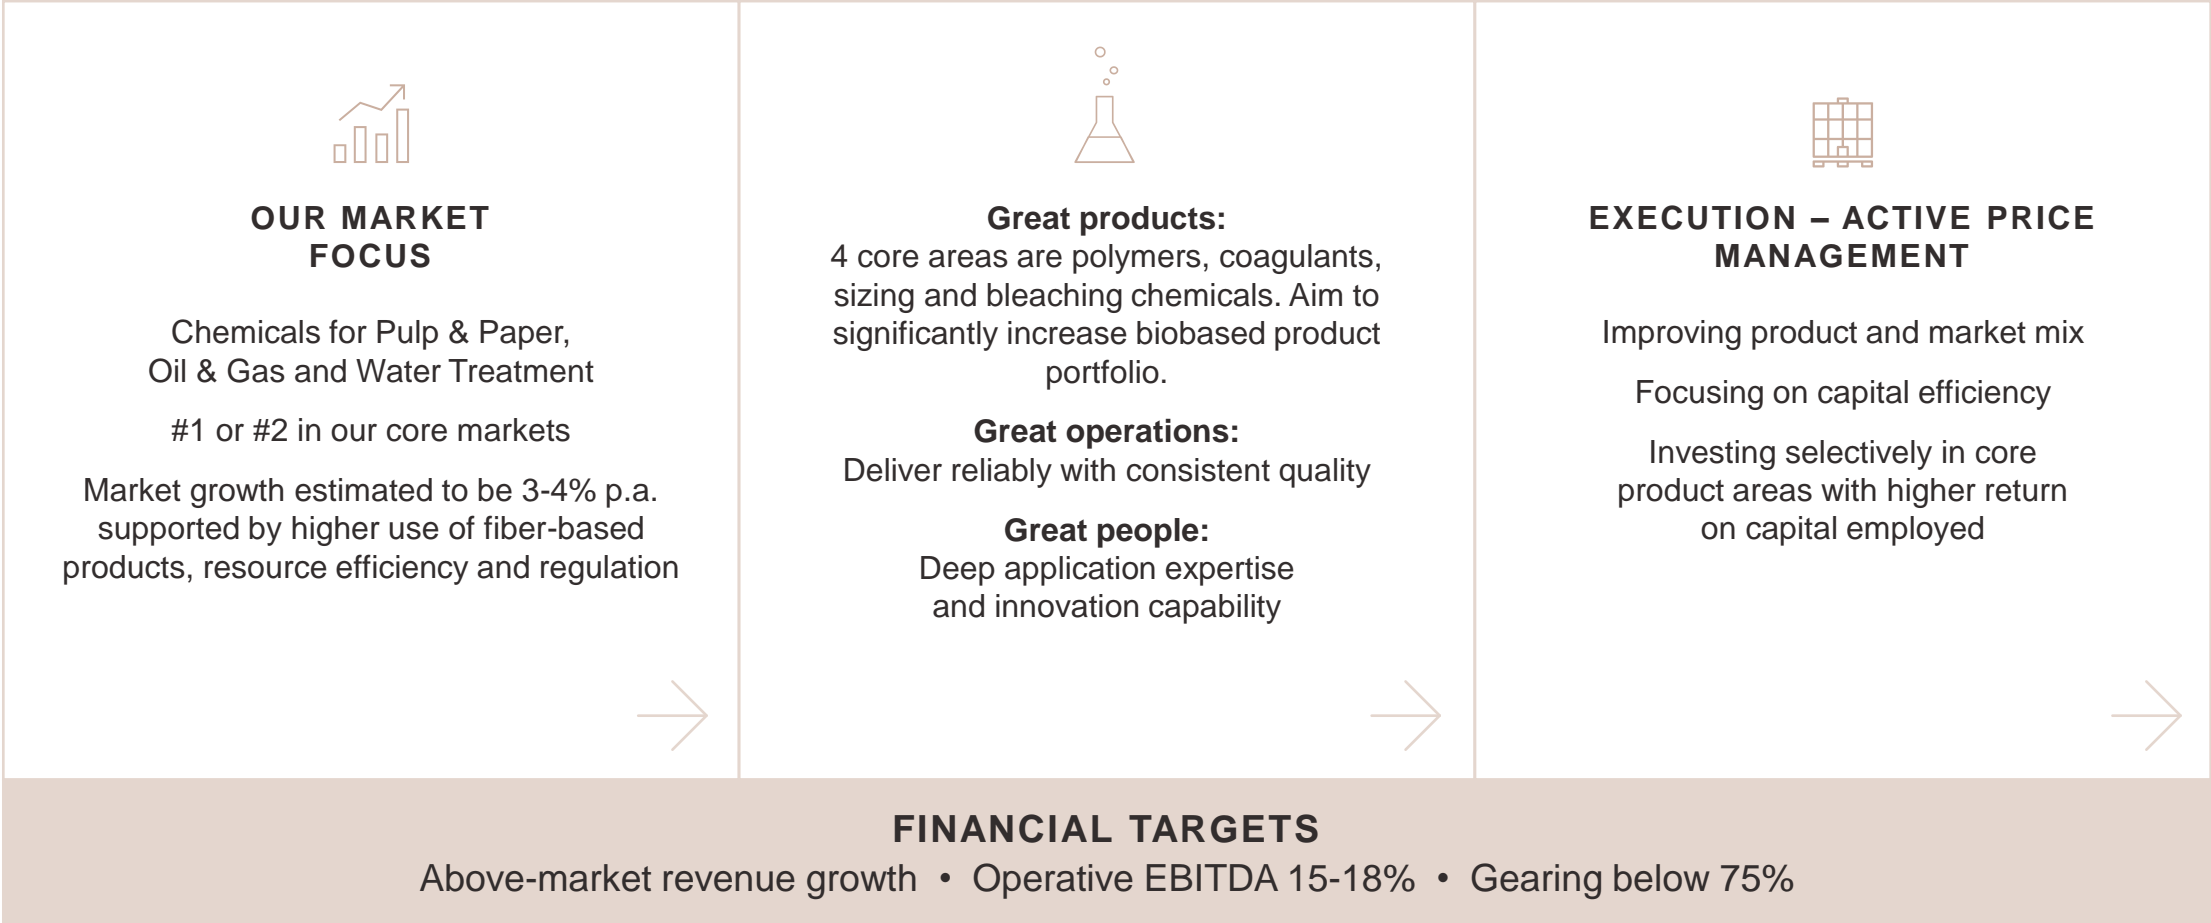 OUR MARKET
FOCUS
Chemicals for Pulp & Paper,
Oil & Gas and Water Treatment
#1 or #2 in our core markets
Market growth estimated to be 3-4% p.a.
supported by higher use of fiber-based
products, resource efficiency and regulation
Great products:
4 core areas are polymers, coagulants,
sizing and bleaching chemicals. Aim to
significantly increase biobased product
portfolio.
Great operations:
Deliver reliably with consistent quality
Great people:
Deep application expertise
and innovation capability
EXECUTION – ACTIVE PRICE
MANAGEMENT
Improving product and market mix
Focusing on capital efficiency
Investing selectively in core
product areas with higher return
on capital employed
FINANCIAL TARGETS
Above-market revenue growth • Operative EBITDA 15-18% • Gearing below 75%